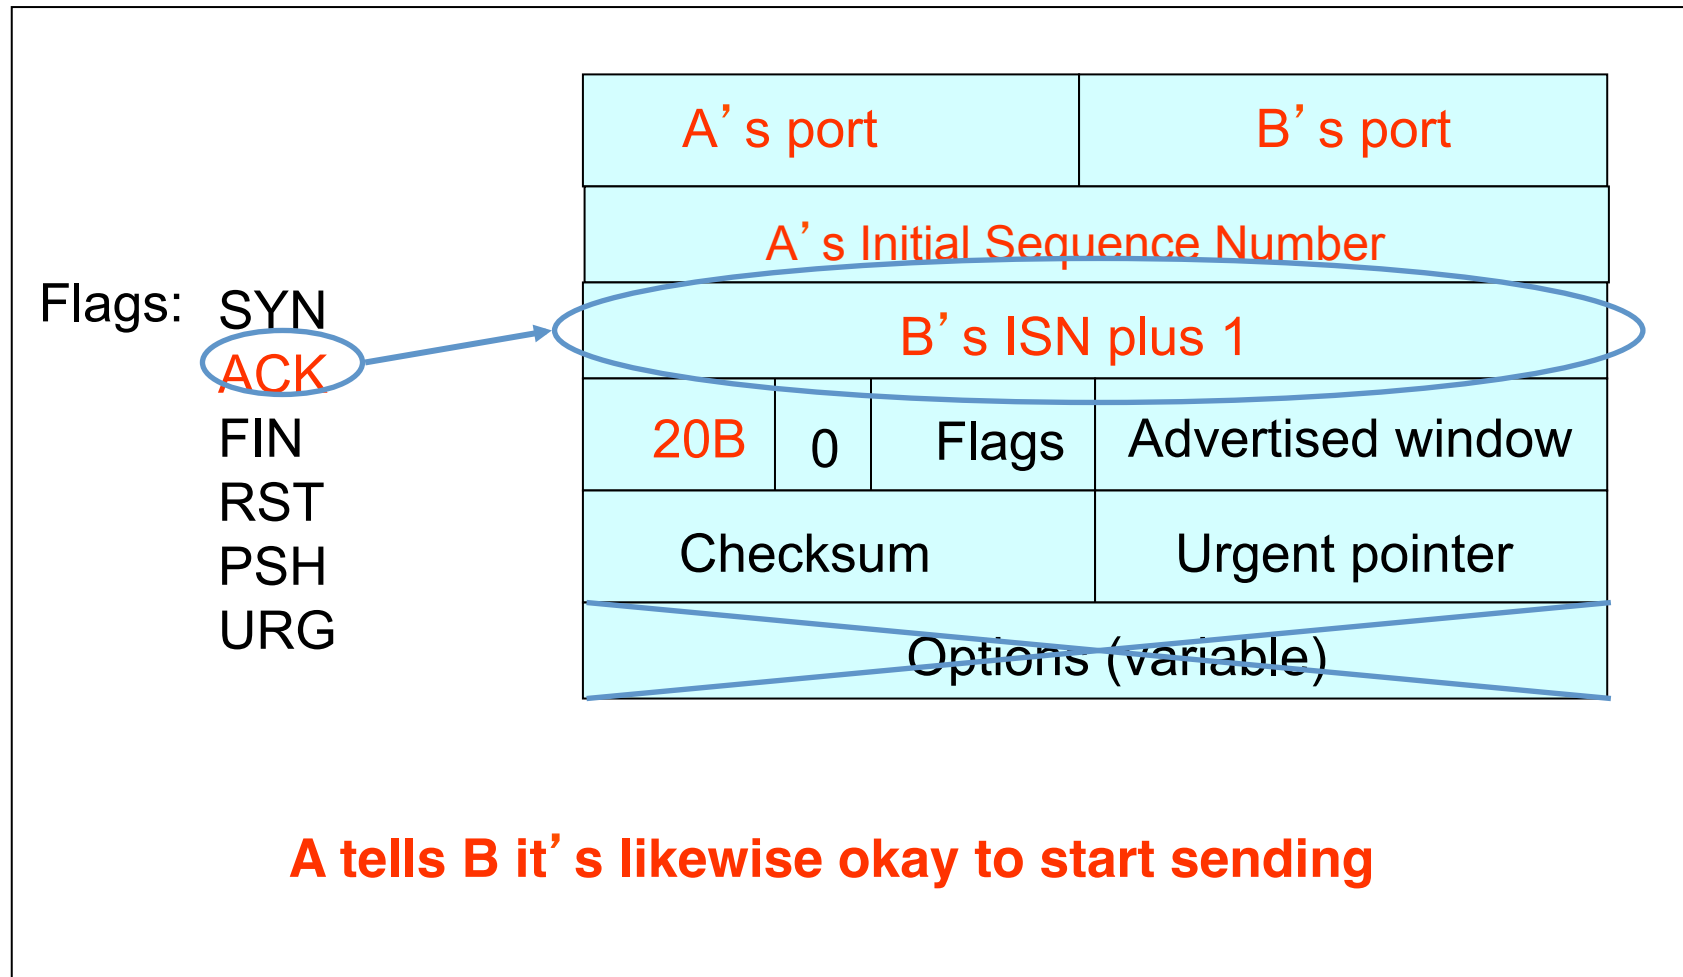 A’s port
B’s port
A’s Initial Sequence Number
B’s ISN plus 1
20B
0
Flags
Advertised window
Checksum
Urgent pointer
Options (variable)
Flags:
SYN
ACK
FIN
RST
PSH
URG
A tells B it’s likewise okay to start sending